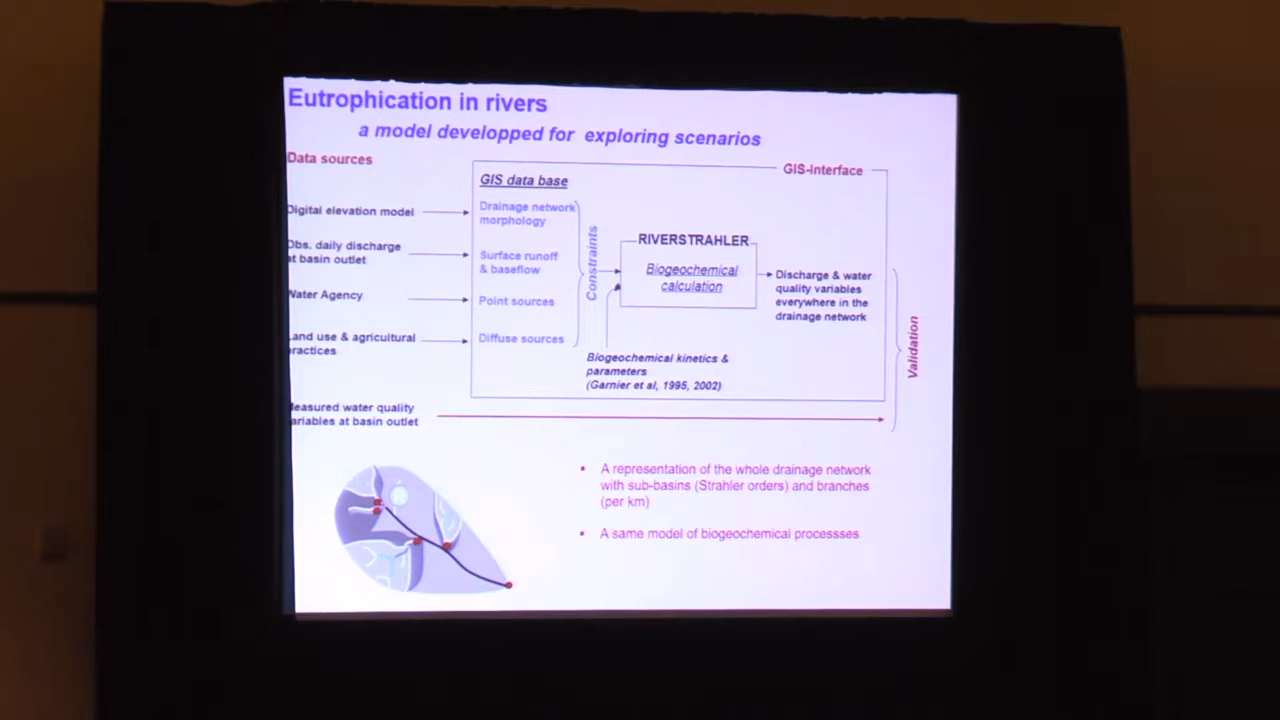 Eutrophication in rivers
a model developped for exploring scenarios
Data sources
GIS-Interface
GIS data base
Digital elevation model
Drainage network
morphology
Obs. daily discharge
at basin outlet
Surface runoff
& baseflow
Water Agency
Point sources
Land use & agricultural
practices
Diffuse sources
Constraints
RIVERSTRAHLER
Biogeochemical
calculation
Discharge & water
quality variables
everywhere in the
drainage network
Biogeochemical kinetics &
parameters
(Garnier et al, 1995, 2002)
Validation
Measured water quality
variables at basin outlet
▪ A representation of the whole drainage network
with sub-basins (Strahler orders) and branches
(per km)
▪ A same model of biogeochemical processses